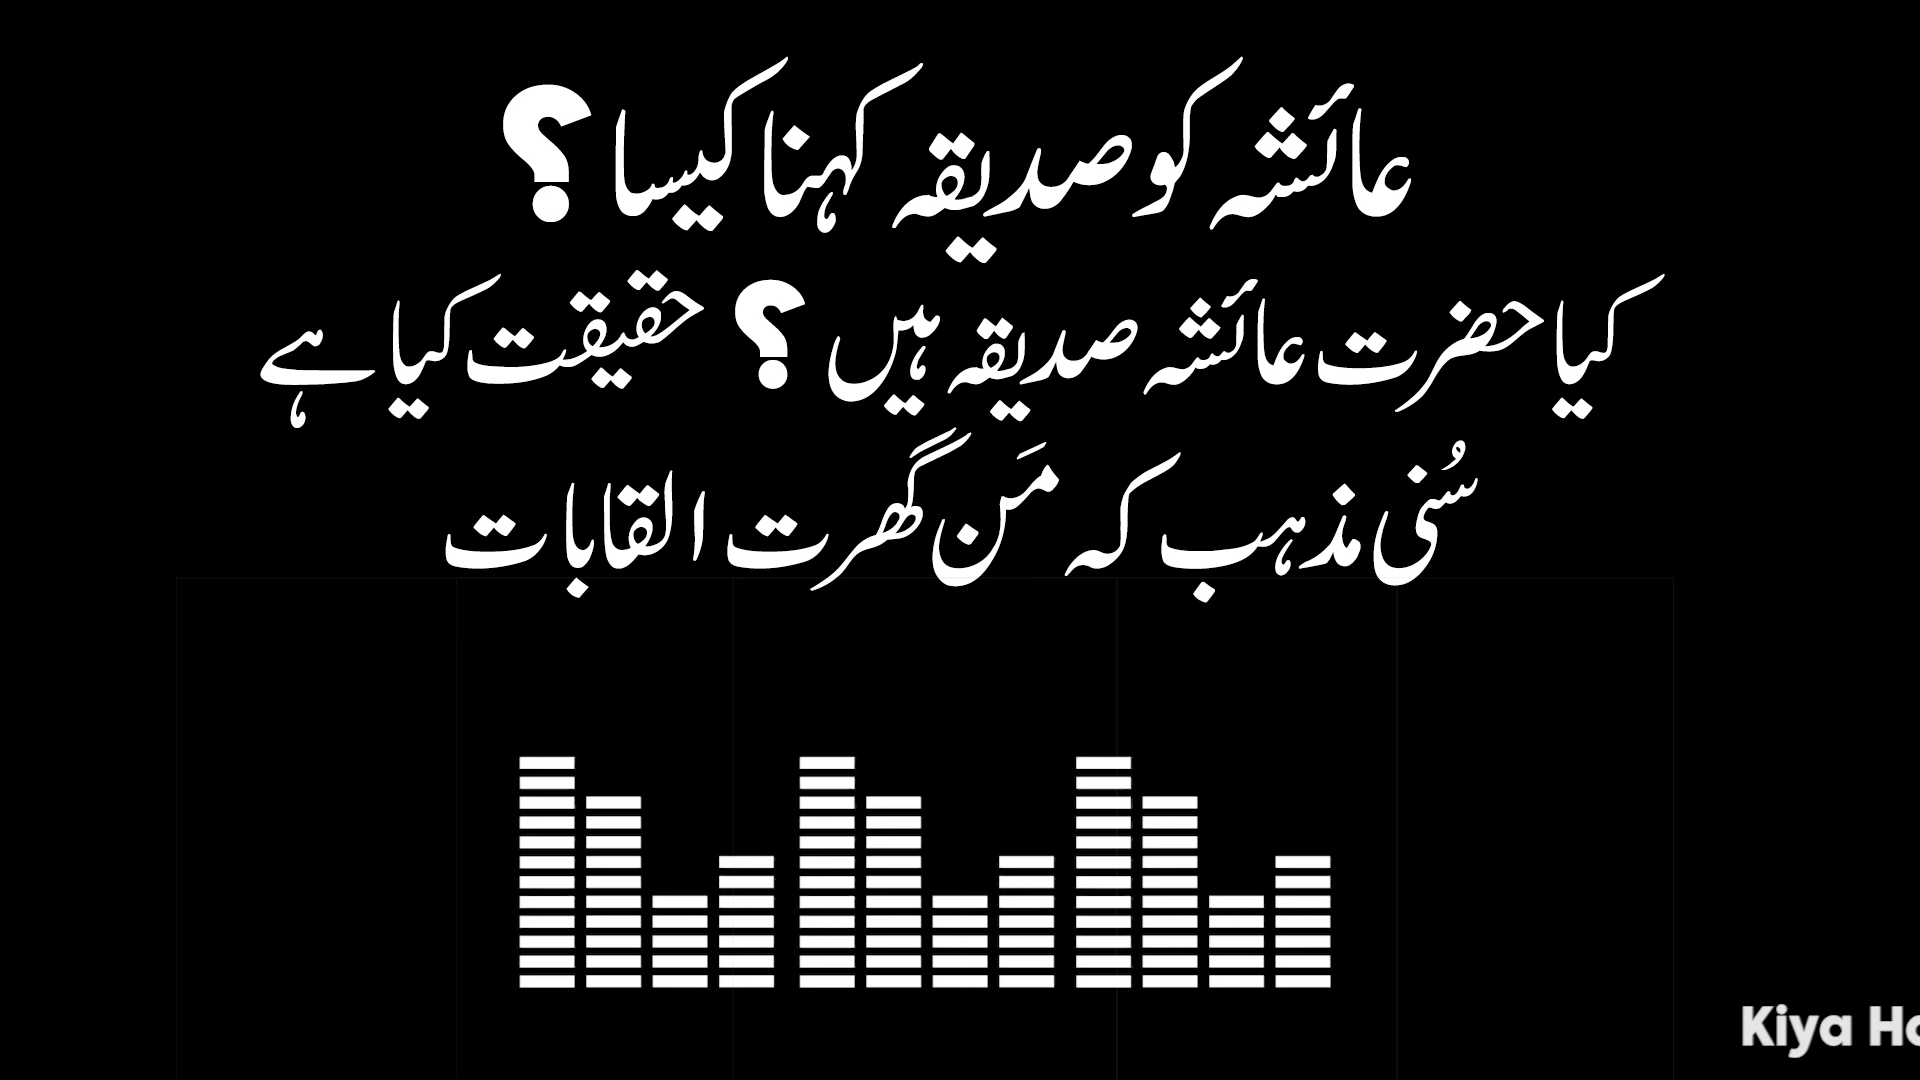 عائشہ کو صدیقہ کہنا کیسا؟
کیا حضرت عائشہ صدیقہ ہیں؟ حقیقت کیا ہے
سُنی مذہب کہ مَن گھرت القابات
Kiya Ha